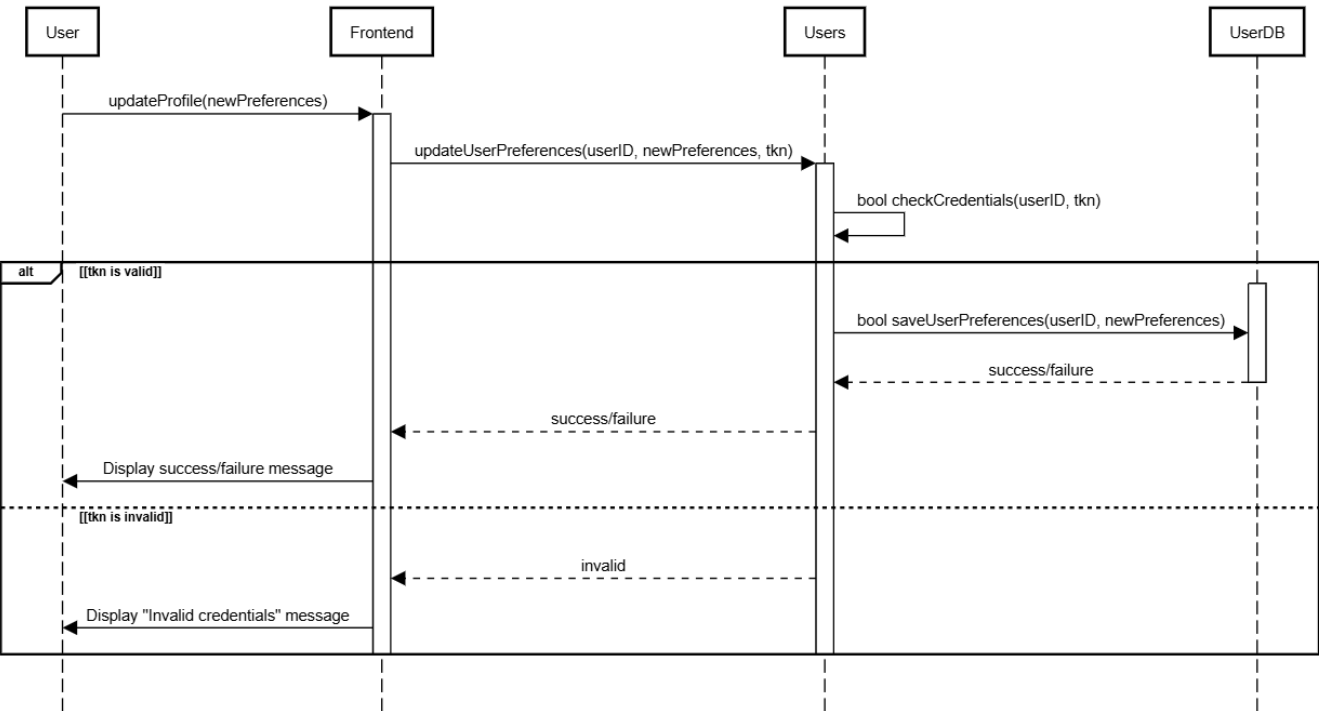 User
Frontend
Users
UserDB
updateProfile(newPreferences)
updateUserPreferences(userID, newPreferences, tkn)
bool checkCredentials(userID, tkn)
alt
[[tkn is valid]]
bool saveUserPreferences(userID, newPreferences)
success/failure
success/failure
Display success/failure message
[[tkn is invalid]]
invalid
Display "Invalid credentials" message